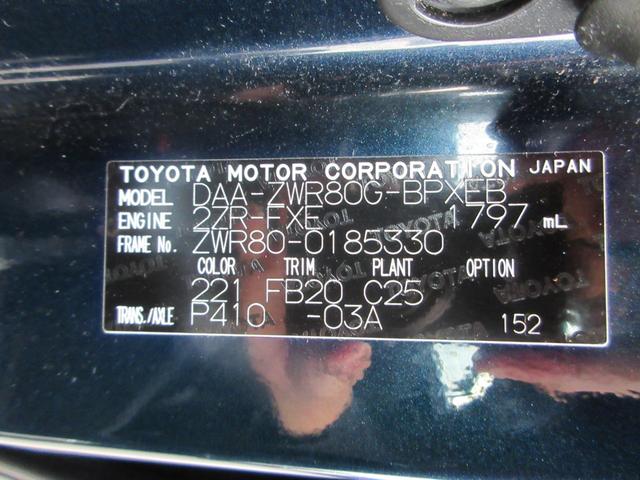 TOYOTA MOTOR CORPORATION JAPAN
MODEL DAA-ZWR80G-BPXEB
ENGINE 2ZR-FXE 1797 mL
FRAME No. ZWR80-0185330
COLOR TRIM PLANT OPTION
221 FB20 C25
TRANS./AXLE P410 -03A 152